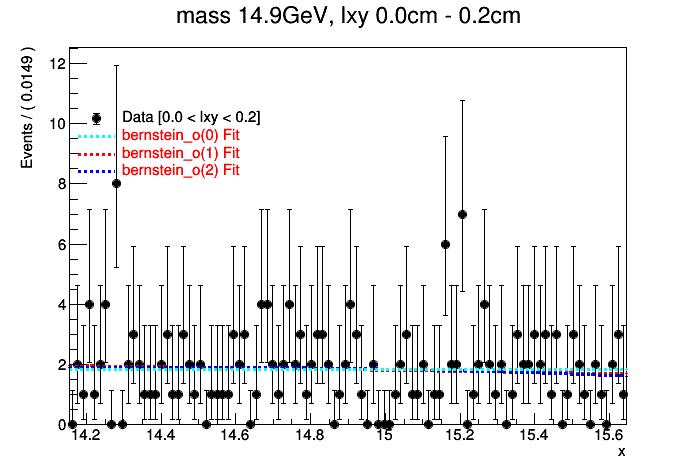 mass 14.9GeV, lxy 0.0cm - 0.2cm
Events / ( 0.0149 )
12
10
8
6
4
2
0
Data [0.0 < lxy < 0.2]
bernstein_o(0) Fit
bernstein_o(1) Fit
bernstein_o(2) Fit
14.2 14.4 14.6 14.8 15 15.2 15.4 15.6
x